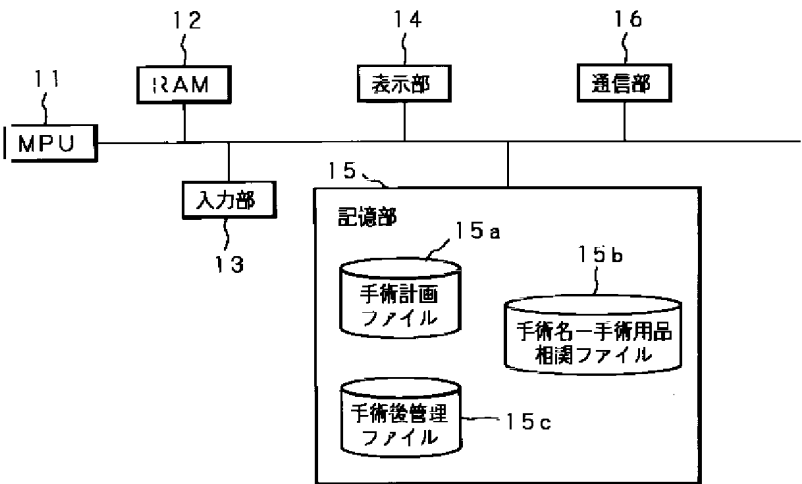 12
14
16
11
RAM
表示部
通信部
MPU
15
入力部
記憶部
15a
13
15b
手術計画
ファイル
手術名ー手術用品
相関ファイル
手術後管理
ファイル
15c